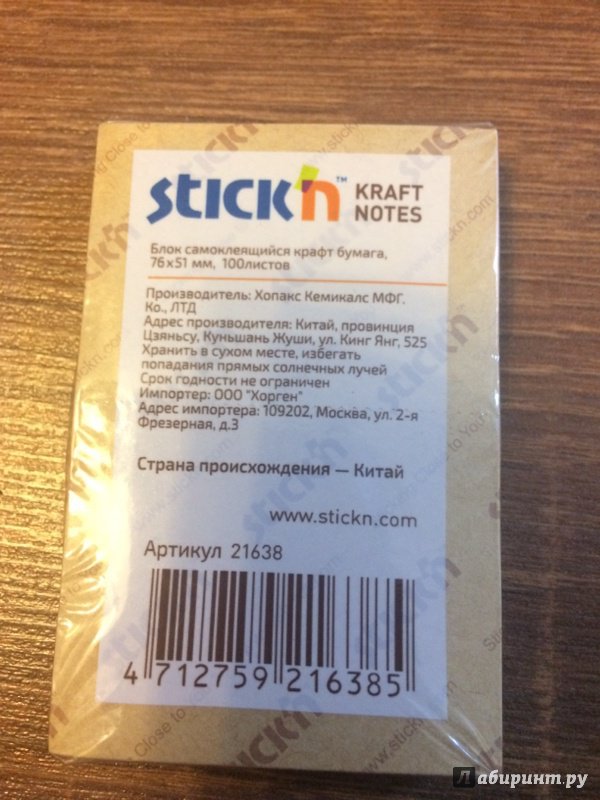 stick'n™ KRAFT NOTES
Блок самоклеящийся крафт бумага,
76x51 мм, 100листов
Производитель: Хопакс Кемикалс МФГ.
Ко., ЛТД
Адрес производителя: Китай, провинция
Цзяньсу, Куньшань Жуши, ул. Кинг Янг, 525
Хранить в сухом месте, избегать
попадания прямых солнечных лучей
Срок годности не ограничен
Импортер: ООО "Хорген"
Адрес импортера: 109202, Москва, ул. 2-я
Фрезерная, д.3
Страна происхождения — Китай
www.stickn.com
Артикул 21638
4 712759 216385
Лабиринт.ру